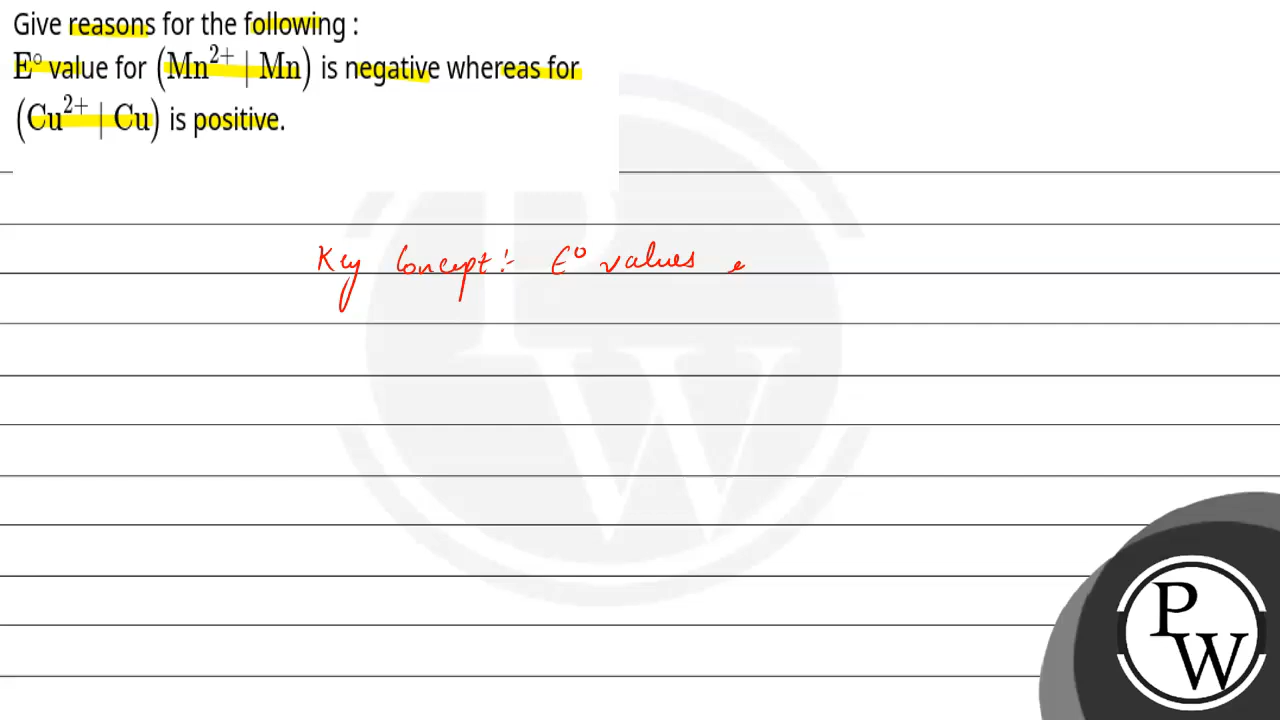 Give reasons for the following :
E° value for (Mn²⁺ | Mn) is negative whereas for
(Cu²⁺ | Cu) is positive.
Key Concept :- E° values
P
W
PW